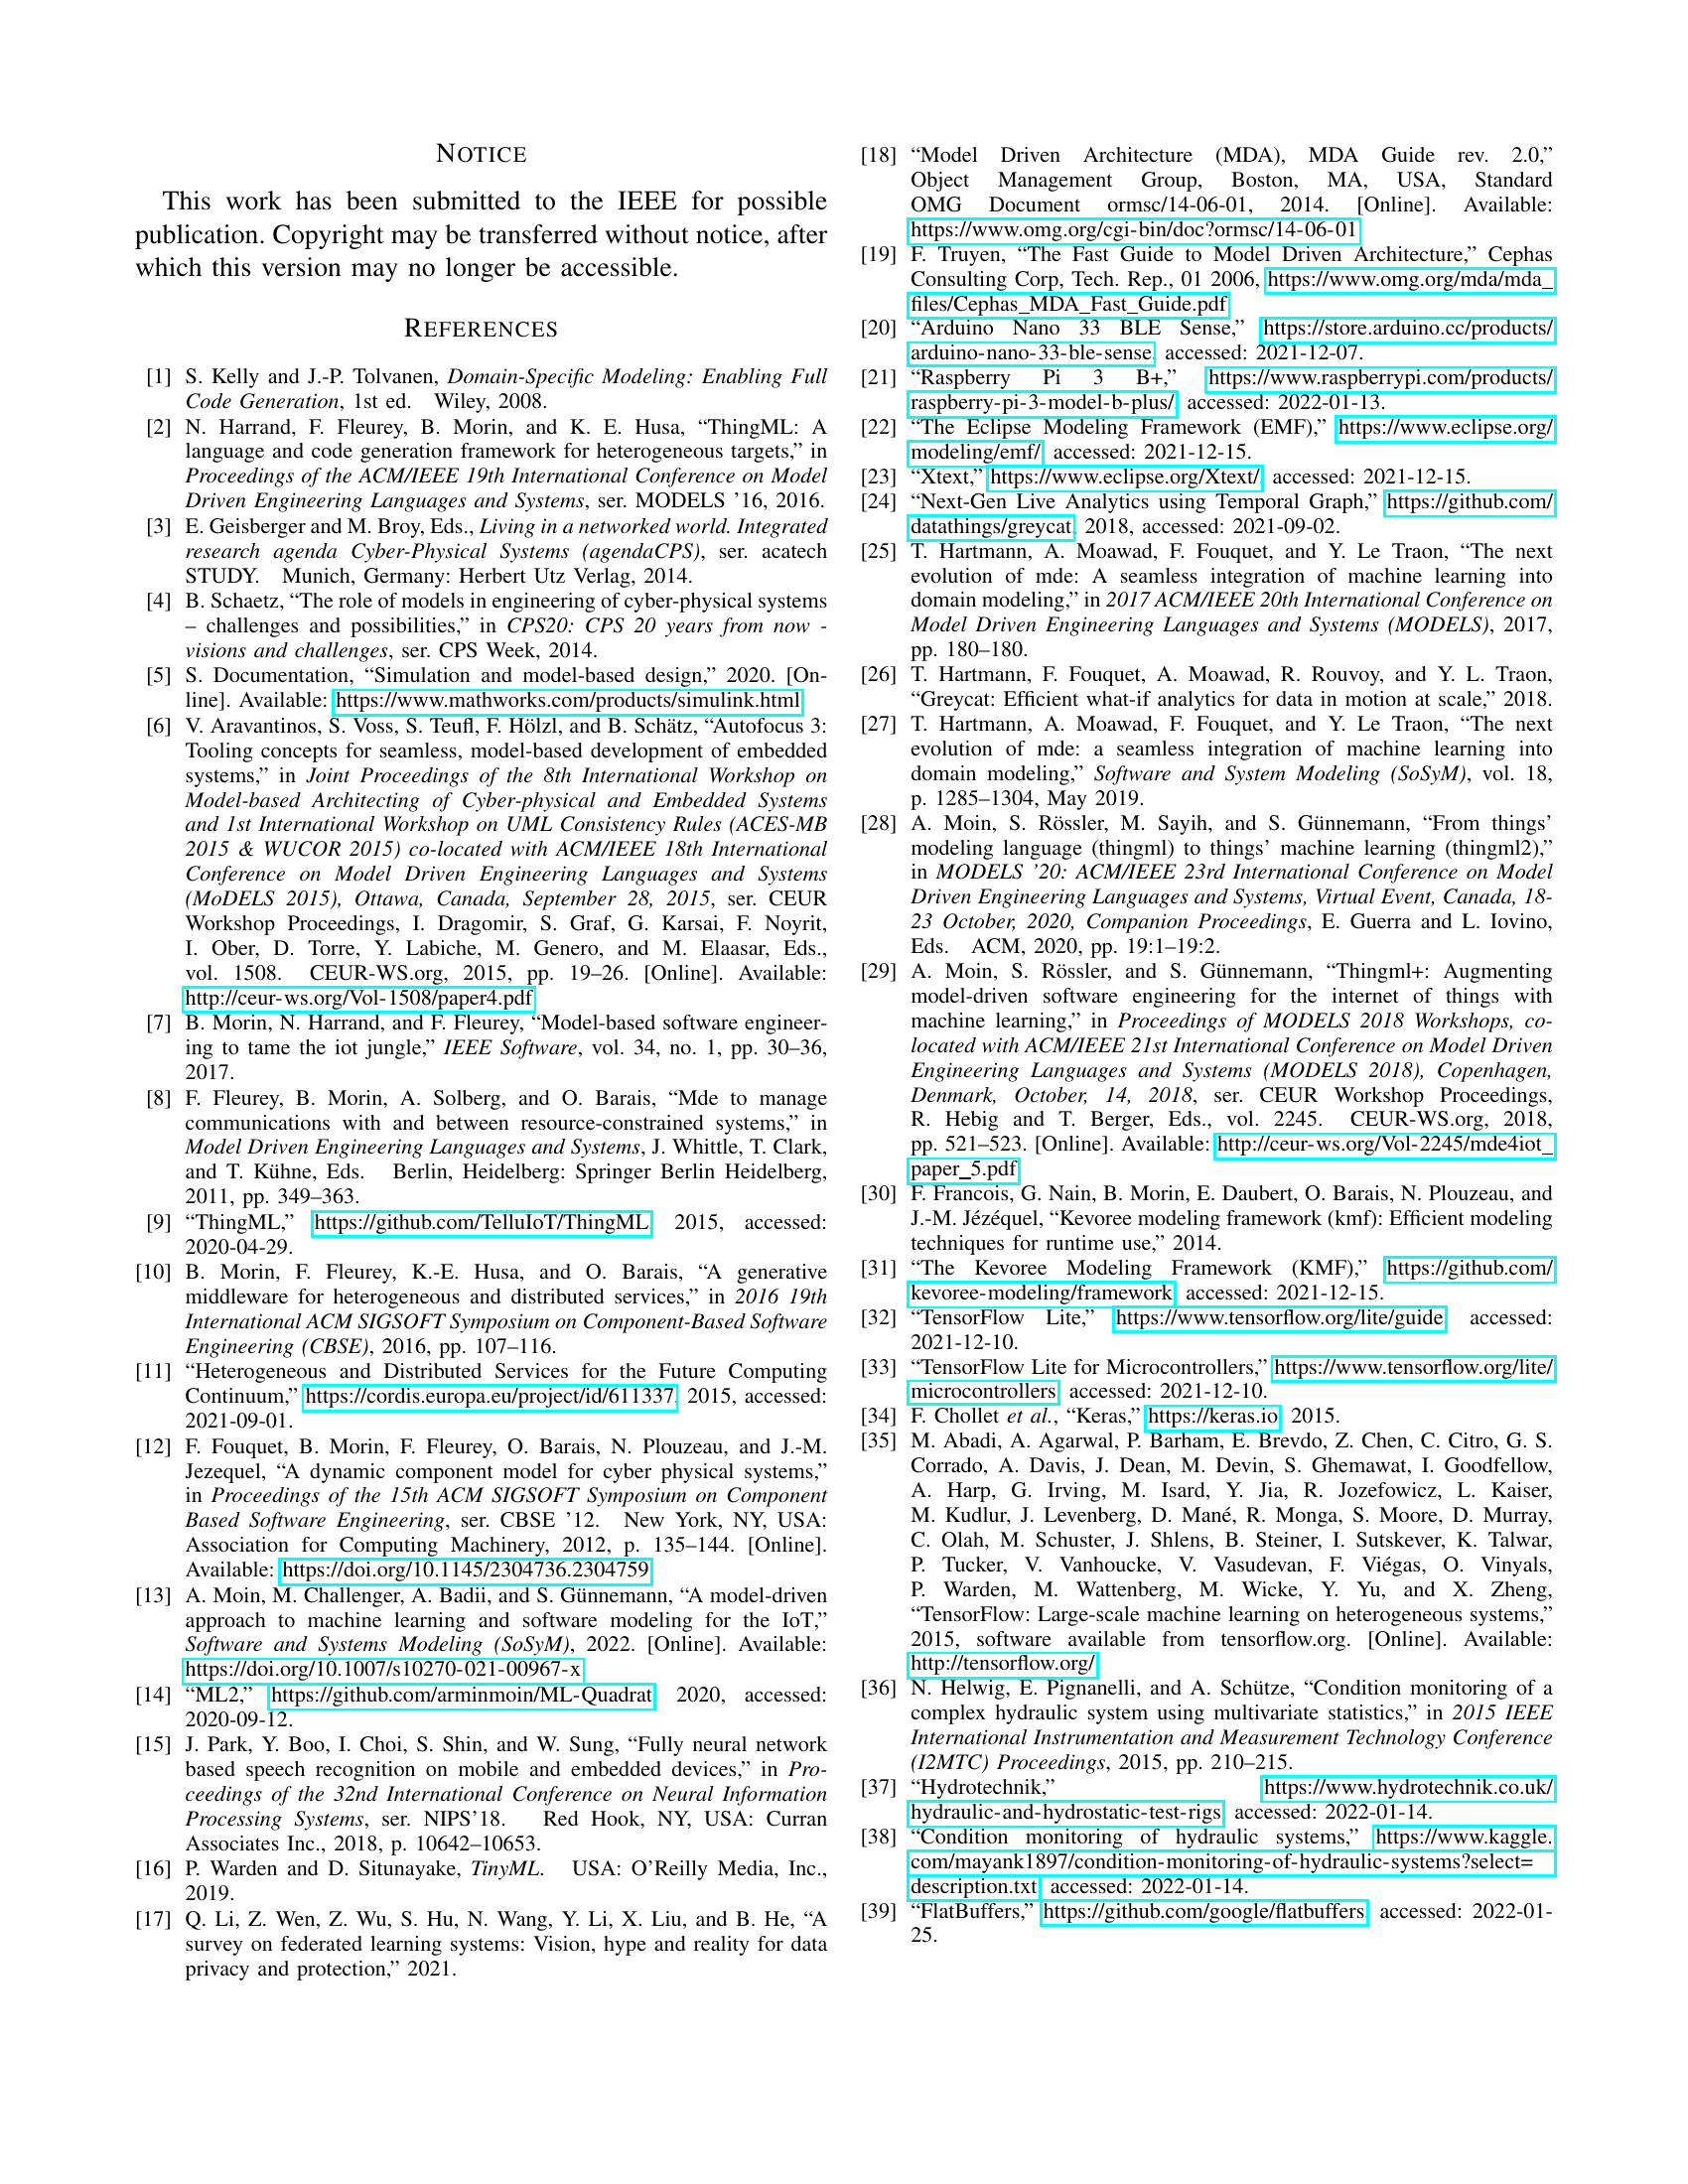 NOTICE
This work has been submitted to the IEEE for possible
publication. Copyright may be transferred without notice, after
which this version may no longer be accessible.
REFERENCES
[1] S. Kelly and J.-P. Tolvanen, Domain-Specific Modeling: Enabling Full
Code Generation, 1st ed. Wiley, 2008.
[2] N. Harrand, F. Fleurey, B. Morin, and K. E. Husa, “ThingML: A
language and code generation framework for heterogeneous targets,” in
Proceedings of the ACM/IEEE 19th International Conference on Model
Driven Engineering Languages and Systems, ser. MODELS ’16, 2016.
[3] E. Geisberger and M. Broy, Eds., Living in a networked world. Integrated
research agenda Cyber-Physical Systems (agendaCPS), ser. acatech
STUDY. Munich, Germany: Herbert Utz Verlag, 2014.
[4] B. Schaetz, “The role of models in engineering of cyber-physical systems
– challenges and possibilities,” in CPS20: CPS 20 years from now -
visions and challenges, ser. CPS Week, 2014.
[5] S. Documentation, “Simulation and model-based design,” 2020. [On-
line]. Available: https://www.mathworks.com/products/simulink.html
[6] V. Aravantinos, S. Voss, S. Teufl, F. Hölzl, and B. Schätz, “Autofocus 3:
Tooling concepts for seamless, model-based development of embedded
systems,” in Joint Proceedings of the 8th International Workshop on
Model-based Architecting of Cyber-physical and Embedded Systems
and 1st International Workshop on UML Consistency Rules (ACES-MB
2015 & WUCOR 2015) co-located with ACM/IEEE 18th International
Conference on Model Driven Engineering Languages and Systems
(MoDELS 2015), Ottawa, Canada, September 28, 2015, ser. CEUR
Workshop Proceedings, I. Dragomir, S. Graf, G. Karsai, F. Noyrit,
I. Ober, D. Torre, Y. Labiche, M. Genero, and M. Elaasar, Eds.,
vol. 1508. CEUR-WS.org, 2015, pp. 19–26. [Online]. Available:
http://ceur-ws.org/Vol-1508/paper4.pdf
[7] B. Morin, N. Harrand, and F. Fleurey, “Model-based software engineer-
ing to tame the iot jungle,” IEEE Software, vol. 34, no. 1, pp. 30–36,
2017.
[8] F. Fleurey, B. Morin, A. Solberg, and O. Barais, “Mde to manage
communications with and between resource-constrained systems,” in
Model Driven Engineering Languages and Systems, J. Whittle, T. Clark,
and T. Kühne, Eds. Berlin, Heidelberg: Springer Berlin Heidelberg,
2011, pp. 349–363.
[9] “ThingML,” https://github.com/TelluIoT/ThingML, 2015, accessed:
2020-04-29.
[10] B. Morin, F. Fleurey, K.-E. Husa, and O. Barais, “A generative
middleware for heterogeneous and distributed services,” in 2016 19th
International ACM SIGSOFT Symposium on Component-Based Software
Engineering (CBSE), 2016, pp. 107–116.
[11] “Heterogeneous and Distributed Services for the Future Computing
Continuum,” https://cordis.europa.eu/project/id/611337, 2015, accessed:
2021-09-01.
[12] F. Fouquet, B. Morin, F. Fleurey, O. Barais, N. Plouzeau, and J.-M.
Jezequel, “A dynamic component model for cyber physical systems,”
in Proceedings of the 15th ACM SIGSOFT Symposium on Component
Based Software Engineering, ser. CBSE ’12. New York, NY, USA:
Association for Computing Machinery, 2012, p. 135–144. [Online].
Available: https://doi.org/10.1145/2304736.2304759
[13] A. Moin, M. Challenger, A. Badii, and S. Günnemann, “A model-driven
approach to machine learning and software modeling for the IoT,”
Software and Systems Modeling (SoSyM), 2022. [Online]. Available:
https://doi.org/10.1007/s10270-021-00967-x
[14] “ML2,” https://github.com/arminmoin/ML-Quadrat, 2020, accessed:
2020-09-12.
[15] J. Park, Y. Boo, I. Choi, S. Shin, and W. Sung, “Fully neural network
based speech recognition on mobile and embedded devices,” in Pro-
ceedings of the 32nd International Conference on Neural Information
Processing Systems, ser. NIPS’18. Red Hook, NY, USA: Curran
Associates Inc., 2018, p. 10642–10653.
[16] P. Warden and D. Situnayake, TinyML. USA: O’Reilly Media, Inc.,
2019.
[17] Q. Li, Z. Wen, Z. Wu, S. Hu, N. Wang, Y. Li, X. Liu, and B. He, “A
survey on federated learning systems: Vision, hype and reality for data
privacy and protection,” 2021.
[18] “Model Driven Architecture (MDA), MDA Guide rev. 2.0,”
Object Management Group, Boston, MA, USA, Standard
OMG Document ormsc/14-06-01, 2014. [Online]. Available:
https://www.omg.org/cgi-bin/doc?ormsc/14-06-01
[19] F. Truyen, “The Fast Guide to Model Driven Architecture,” Cephas
Consulting Corp, Tech. Rep., 01 2006, https://www.omg.org/mda/mda_
files/Cephas_MDA_Fast_Guide.pdf
[20] “Arduino Nano 33 BLE Sense,” https://store.arduino.cc/products/
arduino-nano-33-ble-sense, accessed: 2021-12-07.
[21] “Raspberry Pi 3 B+,” https://www.raspberrypi.com/products/
raspberry-pi-3-model-b-plus/, accessed: 2022-01-13.
[22] “The Eclipse Modeling Framework (EMF),” https://www.eclipse.org/
modeling/emf/, accessed: 2021-12-15.
[23] “Xtext,” https://www.eclipse.org/Xtext/, accessed: 2021-12-15.
[24] “Next-Gen Live Analytics using Temporal Graph,” https://github.com/
datathings/greycat, 2018, accessed: 2021-09-02.
[25] T. Hartmann, A. Moawad, F. Fouquet, and Y. Le Traon, “The next
evolution of mde: A seamless integration of machine learning into
domain modeling,” in 2017 ACM/IEEE 20th International Conference on
Model Driven Engineering Languages and Systems (MODELS), 2017,
pp. 180–180.
[26] T. Hartmann, F. Fouquet, A. Moawad, R. Rouvoy, and Y. L. Traon,
“Greycat: Efficient what-if analytics for data in motion at scale,” 2018.
[27] T. Hartmann, A. Moawad, F. Fouquet, and Y. Le Traon, “The next
evolution of mde: a seamless integration of machine learning into
domain modeling,” Software and System Modeling (SoSyM), vol. 18,
p. 1285–1304, May 2019.
[28] A. Moin, S. Rössler, M. Sayih, and S. Günnemann, “From things’
modeling language (thingml) to things’ machine learning (thingml2),”
in MODELS ’20: ACM/IEEE 23rd International Conference on Model
Driven Engineering Languages and Systems, Virtual Event, Canada, 18-
23 October, 2020, Companion Proceedings, E. Guerra and L. Iovino,
Eds. ACM, 2020, pp. 19:1–19:2.
[29] A. Moin, S. Rössler, and S. Günnemann, “Thingml+: Augmenting
model-driven software engineering for the internet of things with
machine learning,” in Proceedings of MODELS 2018 Workshops, co-
located with ACM/IEEE 21st International Conference on Model Driven
Engineering Languages and Systems (MODELS 2018), Copenhagen,
Denmark, October, 14, 2018, ser. CEUR Workshop Proceedings,
R. Hebig and T. Berger, Eds., vol. 2245. CEUR-WS.org, 2018,
pp. 521–523. [Online]. Available: http://ceur-ws.org/Vol-2245/mde4iot_
paper_5.pdf
[30] F. Francois, G. Nain, B. Morin, E. Daubert, O. Barais, N. Plouzeau, and
J.-M. Jézéquel, “Kevoree modeling framework (kmf): Efficient modeling
techniques for runtime use,” 2014.
[31] “The Kevoree Modeling Framework (KMF),” https://github.com/
kevoree-modeling/framework, accessed: 2021-12-15.
[32] “TensorFlow Lite,” https://www.tensorflow.org/lite/guide, accessed:
2021-12-10.
[33] “TensorFlow Lite for Microcontrollers,” https://www.tensorflow.org/lite/
microcontrollers, accessed: 2021-12-10.
[34] F. Chollet et al., “Keras,” https://keras.io, 2015.
[35] M. Abadi, A. Agarwal, P. Barham, E. Brevdo, Z. Chen, C. Citro, G. S.
Corrado, A. Davis, J. Dean, M. Devin, S. Ghemawat, I. Goodfellow,
A. Harp, G. Irving, M. Isard, Y. Jia, R. Jozefowicz, L. Kaiser,
M. Kudlur, J. Levenberg, D. Mané, R. Monga, S. Moore, D. Murray,
C. Olah, M. Schuster, J. Shlens, B. Steiner, I. Sutskever, K. Talwar,
P. Tucker, V. Vanhoucke, V. Vasudevan, F. Viégas, O. Vinyals,
P. Warden, M. Wattenberg, M. Wicke, Y. Yu, and X. Zheng,
“TensorFlow: Large-scale machine learning on heterogeneous systems,”
2015, software available from tensorflow.org. [Online]. Available:
http://tensorflow.org/
[36] N. Helwig, E. Pignanelli, and A. Schütze, “Condition monitoring of a
complex hydraulic system using multivariate statistics,” in 2015 IEEE
International Instrumentation and Measurement Technology Conference
(I2MTC) Proceedings, 2015, pp. 210–215.
[37] “Hydrotechnik,” https://www.hydrotechnik.co.uk/
hydraulic-and-hydrostatic-test-rigs, accessed: 2022-01-14.
[38] “Condition monitoring of hydraulic systems,” https://www.kaggle.
com/mayank1897/condition-monitoring-of-hydraulic-systems?select=
description.txt, accessed: 2022-01-14.
[39] “FlatBuffers,” https://github.com/google/flatbuffers, accessed: 2022-01-
25.